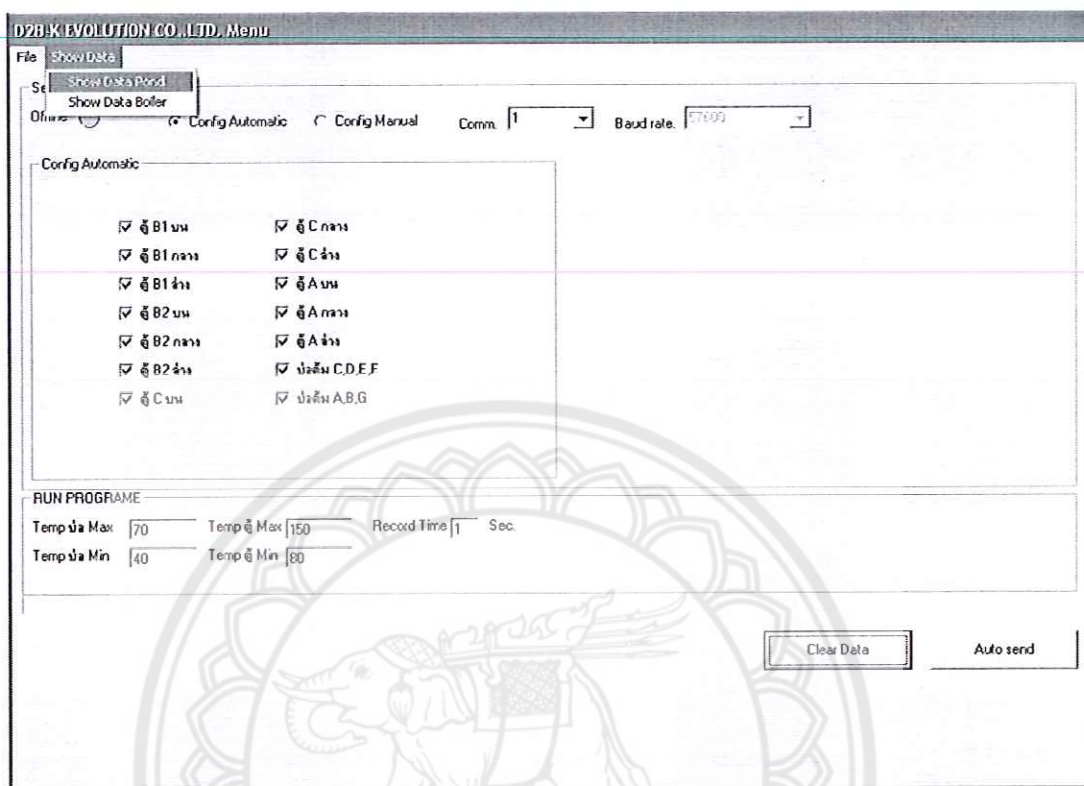 D2B-K EVOLUTION CO.,LTD. Menu
File Show Data
Show Data Pond
Show Data Boiler
Se
Offline Config Automatic Config Manual Comm. 1 Baud rate. 57600
Config Automatic
ตู้ B1 บน ตู้ C กลาง
ตู้ B1 กลาง ตู้ C ล่าง
ตู้ B1 ล่าง ตู้ A บน
ตู้ B2 บน ตู้ A กลาง
ตู้ B2 กลาง ตู้ A ล่าง
ตู้ B2 ล่าง บ่อต้ม C,D,E,F
ตู้ C บน บ่อต้ม A,B,G
RUN PROGRAME
Temp บ่อ Max 70 Temp ตู้ Max 150 Record Time 1 Sec.
Temp บ่อ Min 40 Temp ตู้ Min 80
Clear Data Auto send